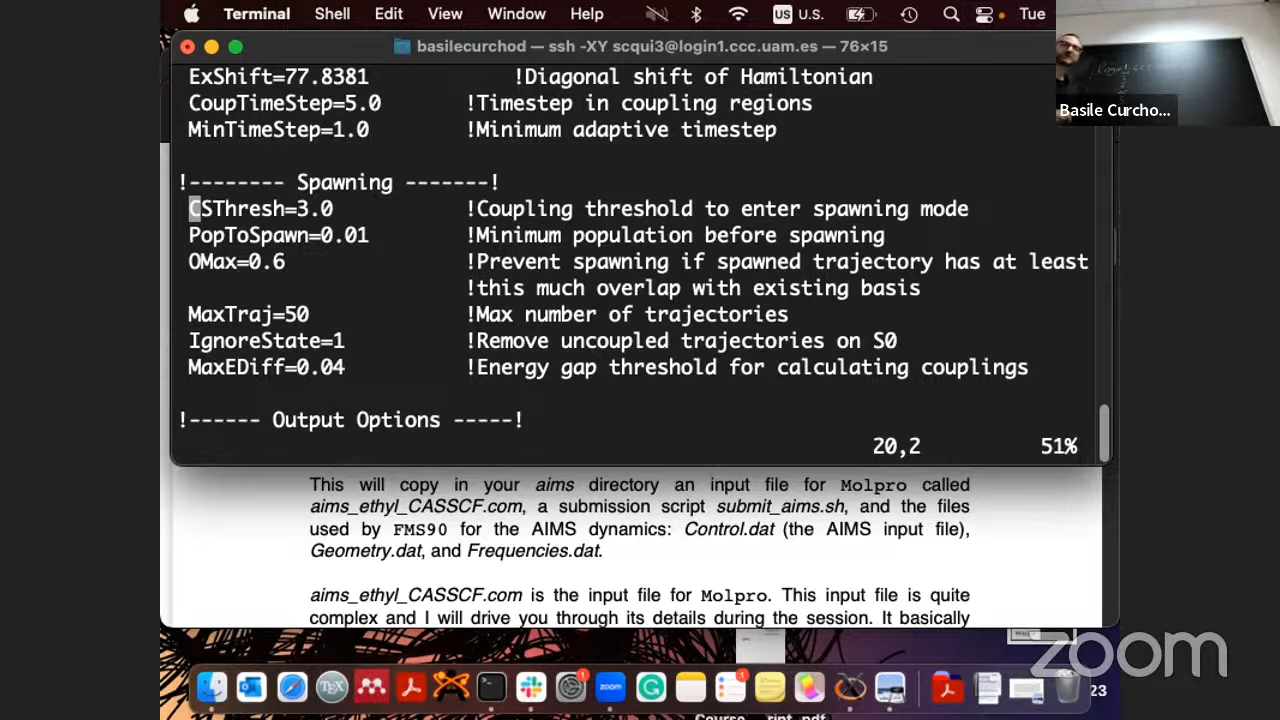 Terminal Shell Edit View Window Help US U.S. Tue
basilecurchod — ssh -XY scqui3@login1.ccc.uam.es — 76×15
ExShift=77.8381 !Diagonal shift of Hamiltonian
CoupTimeStep=5.0 !Timestep in coupling regions
MinTimeStep=1.0 !Minimum adaptive timestep
!-------- Spawning -------!
CSThresh=3.0 !Coupling threshold to enter spawning mode
PopToSpawn=0.01 !Minimum population before spawning
OMax=0.6 !Prevent spawning if spawned trajectory has at least
!this much overlap with existing basis
MaxTraj=50 !Max number of trajectories
IgnoreState=1 !Remove uncoupled trajectories on S0
MaxEDiff=0.04 !Energy gap threshold for calculating couplings
!------ Output Options -----!
20,2 51%
Basile Curcho...
This will copy in your aims directory an input file for Molpro called
aims_ethyl_CASSCF.com, a submission script submit_aims.sh, and the files
used by FMS90 for the AIMS dynamics: Control.dat (the AIMS input file),
Geometry.dat, and Frequencies.dat.
aims_ethyl_CASSCF.com is the input file for Molpro. This input file is quite
complex and I will drive you through its details during the session. It basically
zoom
TEX
zoom
1
1
23